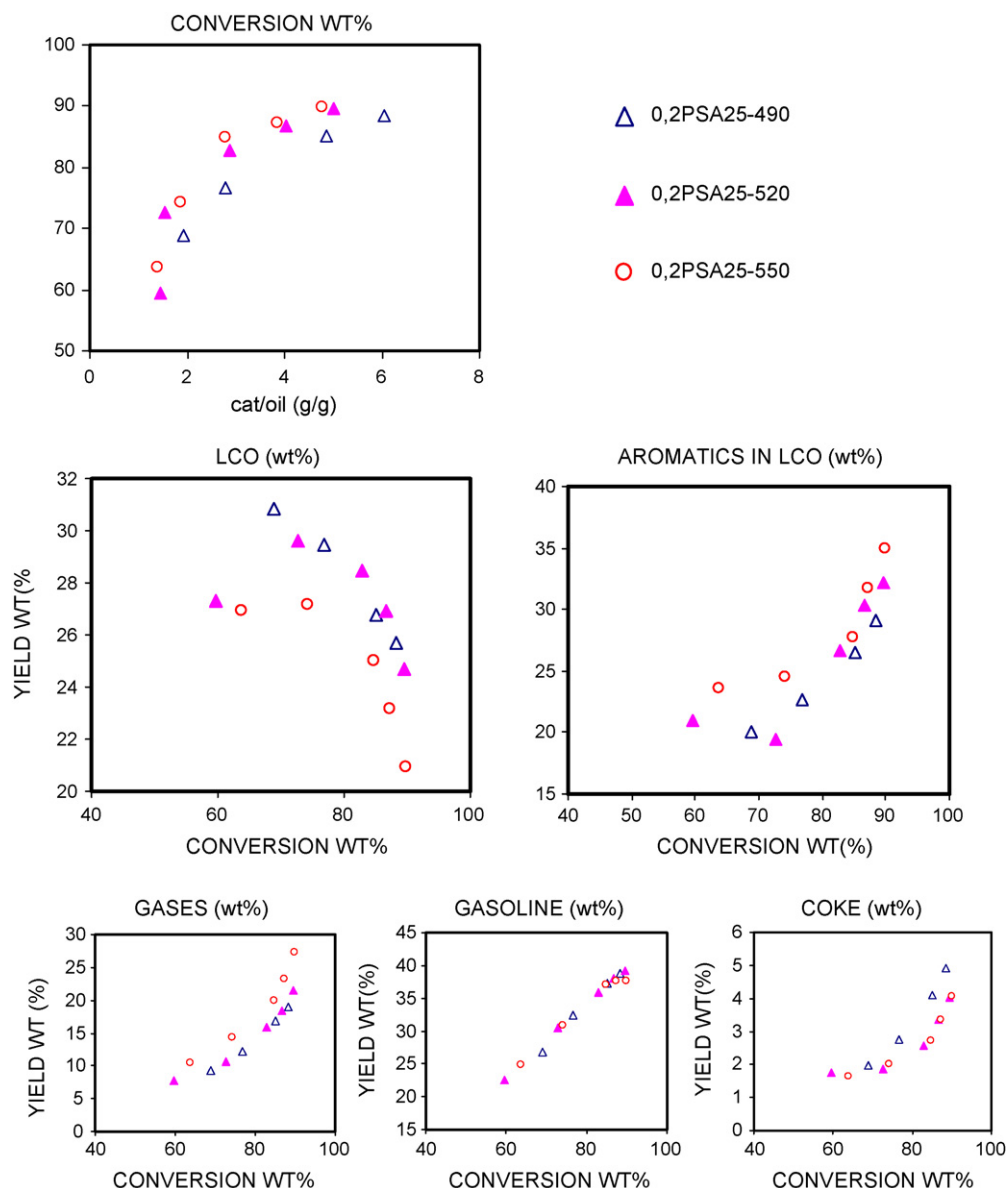 CONVERSION WT%
100
90
80
70
60
50
0 2 4 6 8
cat/oil (g/g)
0,2PSA25-490
0,2PSA25-520
0,2PSA25-550
LCO (wt%)
YIELD WT(%
32
30
28
26
24
22
20
40 60 80 100
CONVERSION WT%
AROMATICS IN LCO (wt%)
40
35
30
25
20
15
40 50 60 70 80 90 100
CONVERSION WT(%)
GASES (wt%)
YIELD WT (%)
30
25
20
15
10
5
0
40 60 80 100
CONVERSION WT%
GASOLINE (wt%)
YIELD WT(%)
45
40
35
30
25
20
15
40 60 80 100
CONVERSION WT%
COKE (wt%)
YIELD WT(%)
6
5
4
3
2
1
0
40 60 80 100
CONVERSION WT%